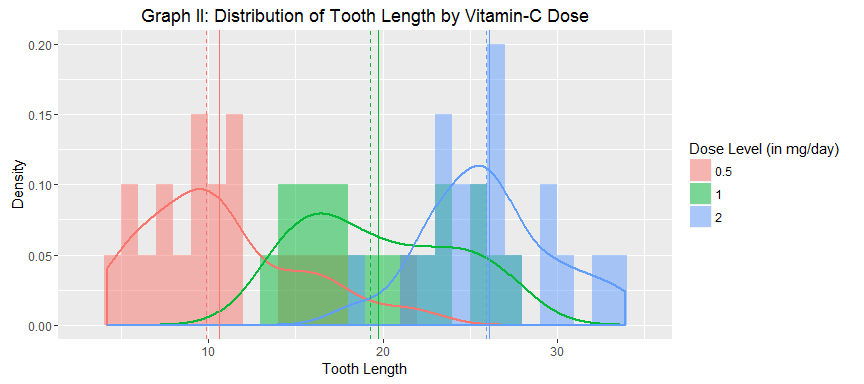 Graph II: Distribution of Tooth Length by Vitamin-C Dose
0.20
0.15
0.10
0.05
0.00
Density
10 20 30
Tooth Length
Dose Level (in mg/day)
0.5
1
2